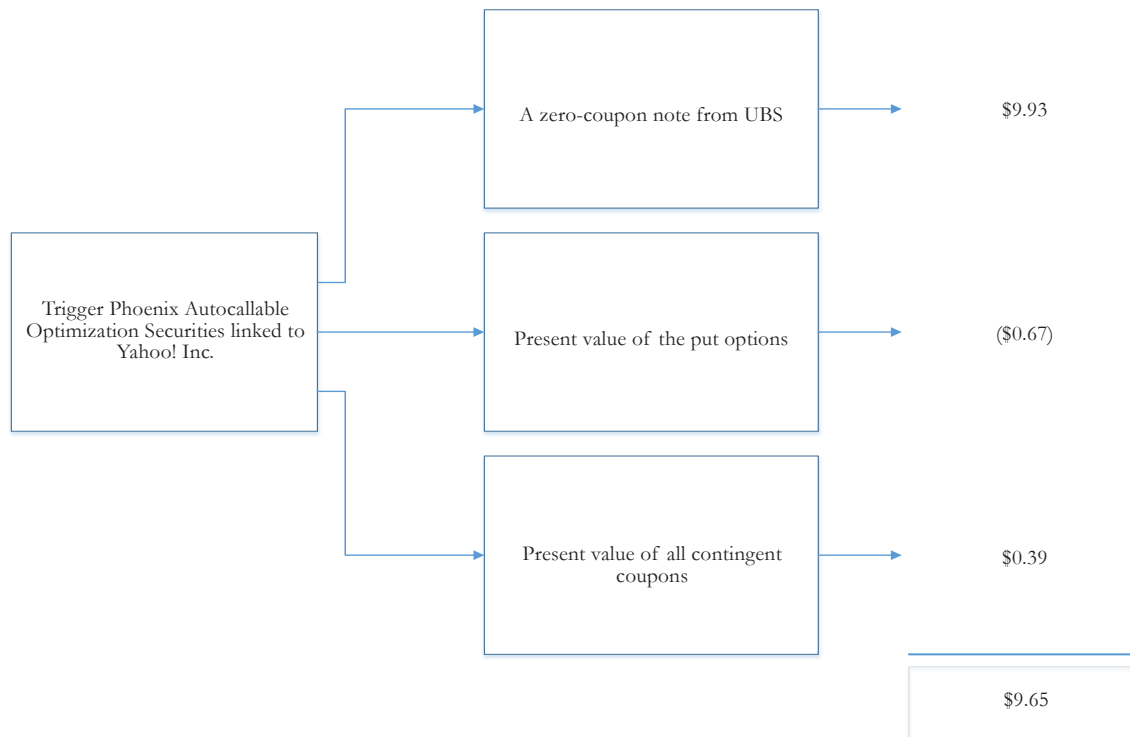 A zero-coupon note from UBS
$9.93
Trigger Phoenix Autocallable
Optimization Securities linked to
Yahoo! Inc.
Present value of the put options
($0.67)
Present value of all contingent
coupons
$0.39
$9.65